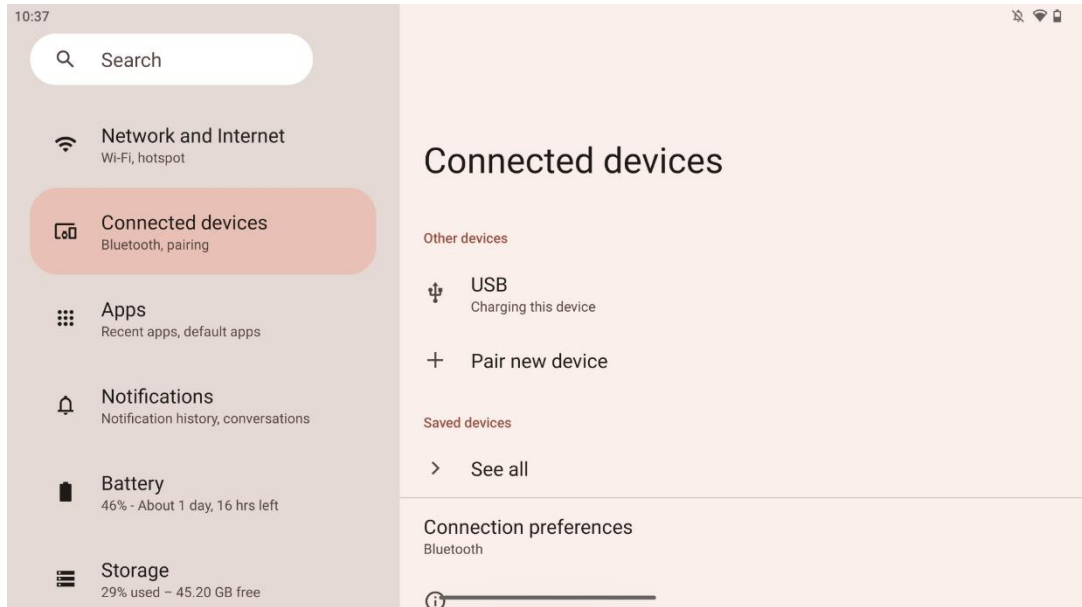 10:37
Search
Network and Internet
Wi-Fi, hotspot
Connected devices
Bluetooth, pairing
Apps
Recent apps, default apps
Notifications
Notification history, conversations
Battery
46% - About 1 day, 16 hrs left
Storage
29% used – 45.20 GB free
Connected devices
Other devices
USB
Charging this device
Pair new device
Saved devices
See all
Connection preferences
Bluetooth